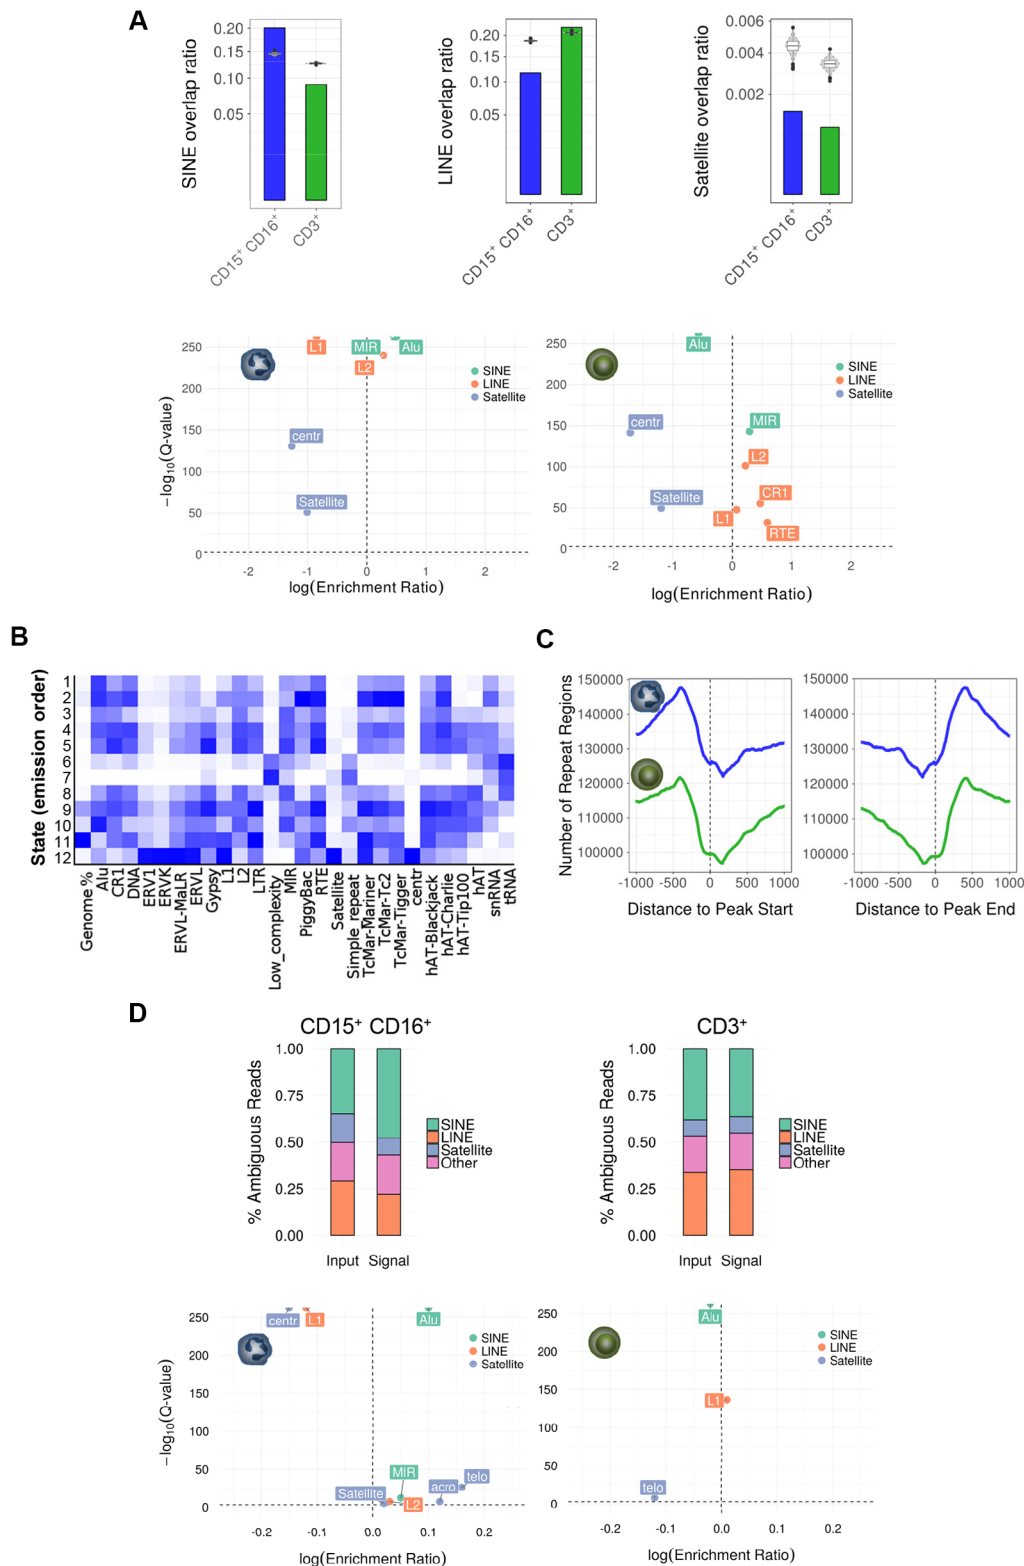 A
SINE overlap ratio
0.20
0.15
0.10
0.05
CD15+ CD16+
CD3+
LINE overlap ratio
0.20
0.15
0.10
0.05
CD15+ CD16+
CD3+
Satellite overlap ratio
0.006
0.004
0.002
CD15+ CD16+
CD3+
−log10(Q-value)
250
200
150
100
50
0
L1
MIR
Alu
L2
centr
Satellite
SINE
LINE
Satellite
-2 -1 0 1 2
log(Enrichment Ratio)
250
200
150
100
50
0
Alu
centr
MIR
L2
Satellite
CR1
L1
RTE
SINE
LINE
Satellite
-2 -1 0 1 2
log(Enrichment Ratio)
B
State (emission order)
1
2
3
4
5
6
7
8
9
10
11
12
Genome %
Alu
CR1
DNA
ERV1
ERVK
ERVL-MaLR
ERVL
Gypsy
L1
L2
LTR
Low_complexity
MIR
PiggyBac
RTE
Satellite
Simple_repeat
TcMar-Mariner
TcMar-Tc2
TcMar-Tigger
centr
hAT-Blackjack
hAT-Charlie
hAT-Tip100
hAT
snRNA
tRNA
C
Number of Repeat Regions
150000
140000
130000
120000
110000
100000
-1000 -500 0 500 1000
Distance to Peak Start
150000
140000
130000
120000
110000
100000
-1000 -500 0 500 1000
Distance to Peak End
D
CD15+ CD16+
% Ambiguous Reads
1.00
0.75
0.50
0.25
0.00
Input Signal
SINE
LINE
Satellite
Other
CD3+
% Ambiguous Reads
1.00
0.75
0.50
0.25
0.00
Input Signal
SINE
LINE
Satellite
Other
−log10(Q-value)
250
200
150
100
50
0
centr
L1
Alu
MIR
telo
acro
Satellite
L2
SINE
LINE
Satellite
-0.2 -0.1 0.0 0.1 0.2
log(Enrichment Ratio)
250
200
150
100
50
0
Alu
L1
telo
SINE
LINE
Satellite
-0.2 -0.1 0.0 0.1 0.2
log(Enrichment Ratio)